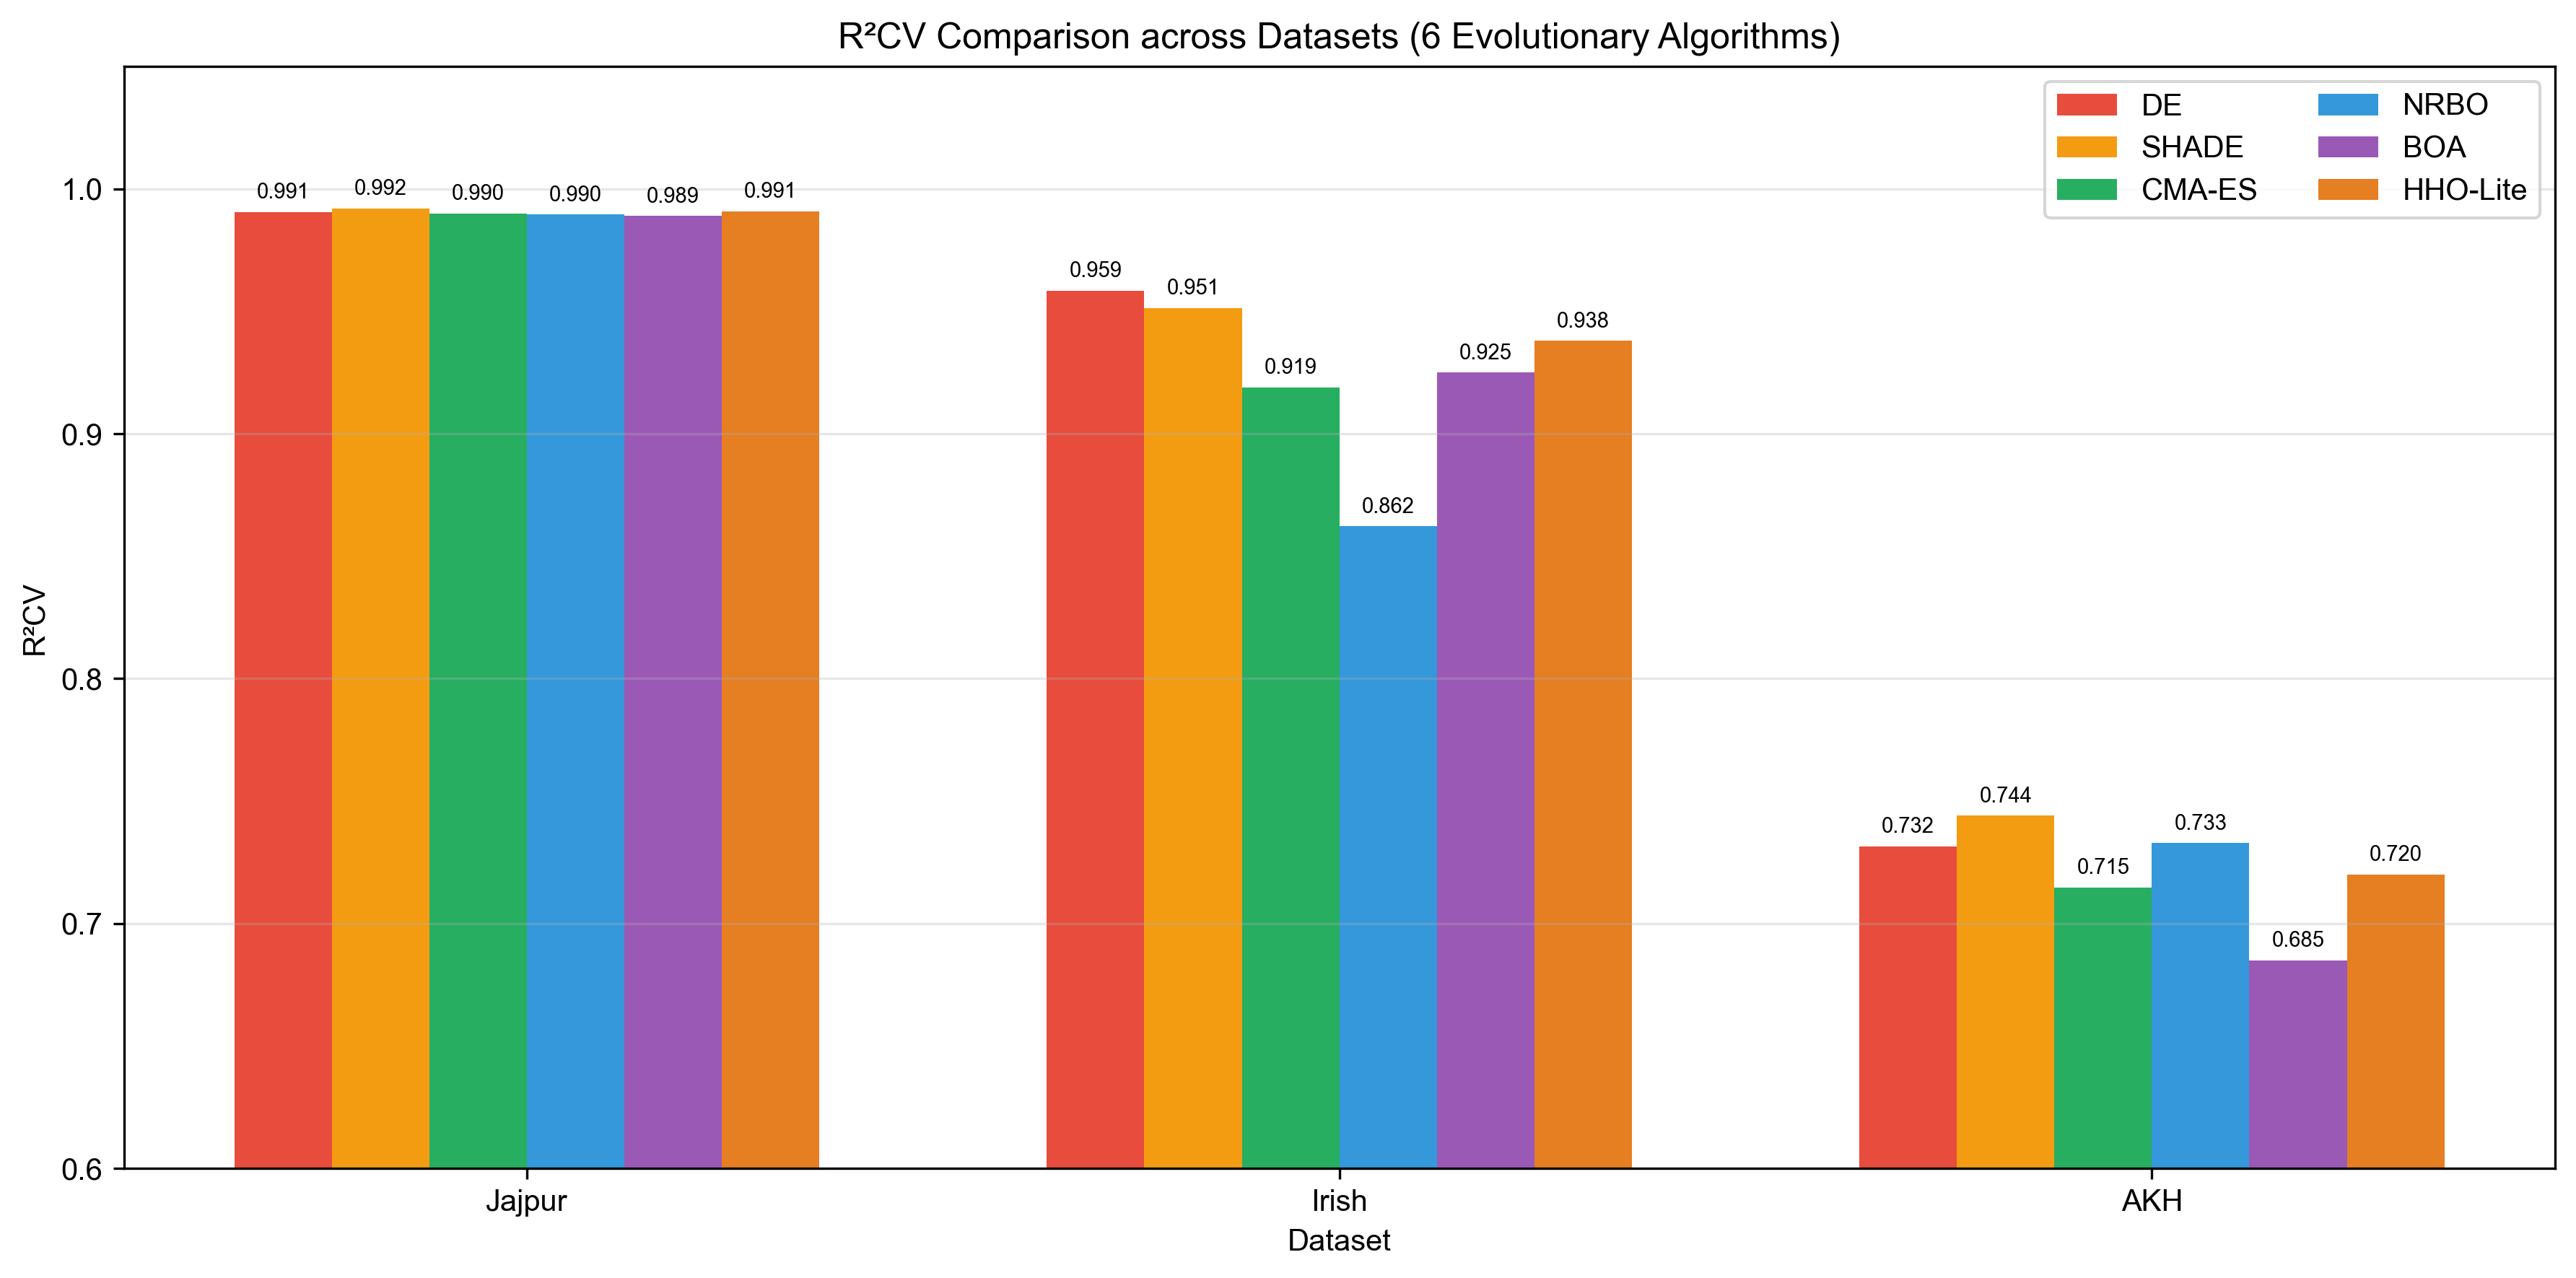 R²CV Comparison across Datasets (6 Evolutionary Algorithms)
DE
SHADE
CMA-ES
NRBO
BOA
HHO-Lite
R²CV
1.0
0.9
0.8
0.7
0.6
0.991
0.992
0.990
0.990
0.989
0.991
0.959
0.951
0.919
0.862
0.925
0.938
0.732
0.744
0.715
0.733
0.685
0.720
Jajpur
Irish
AKH
Dataset